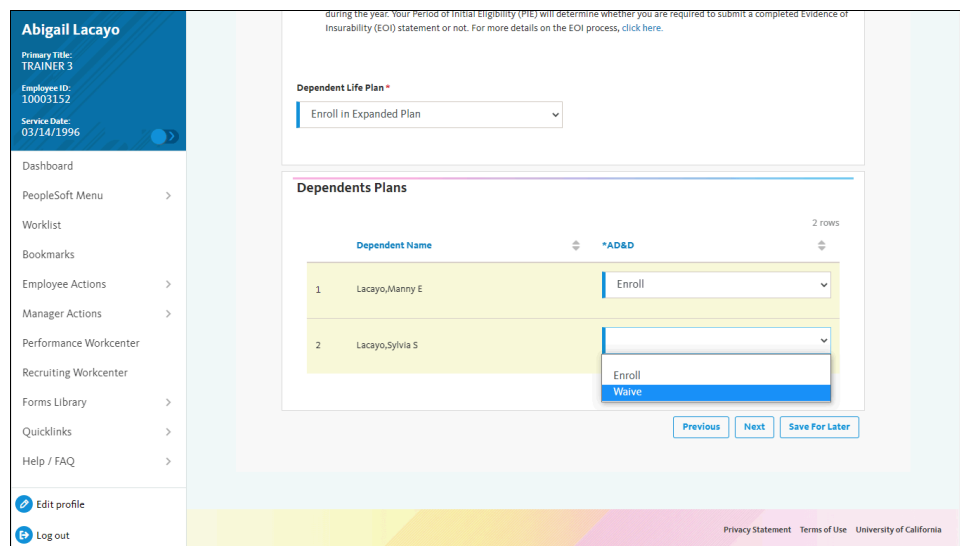 during the year. Your Period of Initial Eligibility (PIE) will determine whether you are required to submit a completed Evidence of
Insurability (EOI) statement or not. For more details on the EOI process, click here.
Abigail Lacayo
Primary Title:
TRAINER 3
Employee ID:
10003152
Service Date:
03/14/1996
Dashboard
PeopleSoft Menu
Worklist
Bookmarks
Employee Actions
Manager Actions
Performance Workcenter
Recruiting Workcenter
Forms Library
Quicklinks
Help / FAQ
Edit profile
Log out
Dependent Life Plan *
Enroll in Expanded Plan
Dependents Plans
2 rows
Dependent Name *AD&D
1 Lacayo,Manny E Enroll
2 Lacayo,Sylvia S
Enroll
Waive
Previous Next Save For Later
Privacy Statement Terms of Use University of California